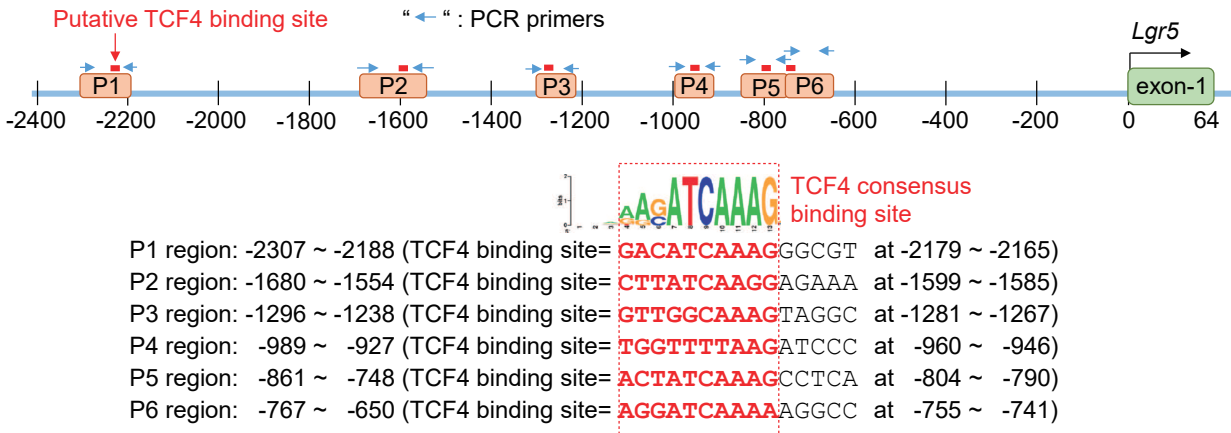 Putative TCF4 binding site
“ ← “ : PCR primers
Lgr5
P1 P2 P3 P4 P5 P6 exon-1
-2400 -2200 -2000 -1800 -1600 -1400 -1200 -1000 -800 -600 -400 -200 0 64
TCF4 consensus
binding site
2
1
0
bits
ATCAAAG
P1 region: -2307 ~ -2188 (TCF4 binding site= GACATCAAAGGGCGT at -2179 ~ -2165)
P2 region: -1680 ~ -1554 (TCF4 binding site= CTTATCAAGGAGAAA at -1599 ~ -1585)
P3 region: -1296 ~ -1238 (TCF4 binding site= GTTGGCAAAGTAGGC at -1281 ~ -1267)
P4 region: -989 ~ -927 (TCF4 binding site= TGGTTTTAAGATCCC at -960 ~ -946)
P5 region: -861 ~ -748 (TCF4 binding site= ACTATCAAAGCCTCA at -804 ~ -790)
P6 region: -767 ~ -650 (TCF4 binding site= AGGATCAAAAAGGCC at -755 ~ -741)